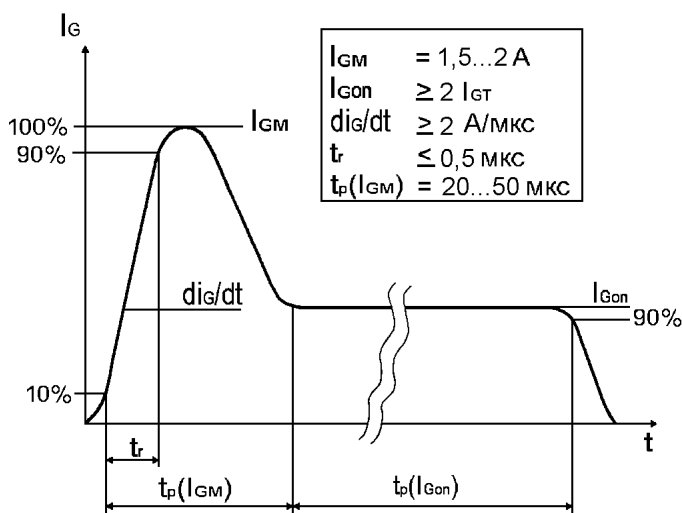 IG
IGM = 1,5...2 A
IGon ≥ 2 IGT
diG/dt ≥ 2 А/мкс
tr ≤ 0,5 мкс
tp(IGM) = 20...50 мкс
100%
IGM
90%
diG/dt
IGon
90%
10%
t
tr
tp(IGM)
tp(IGon)